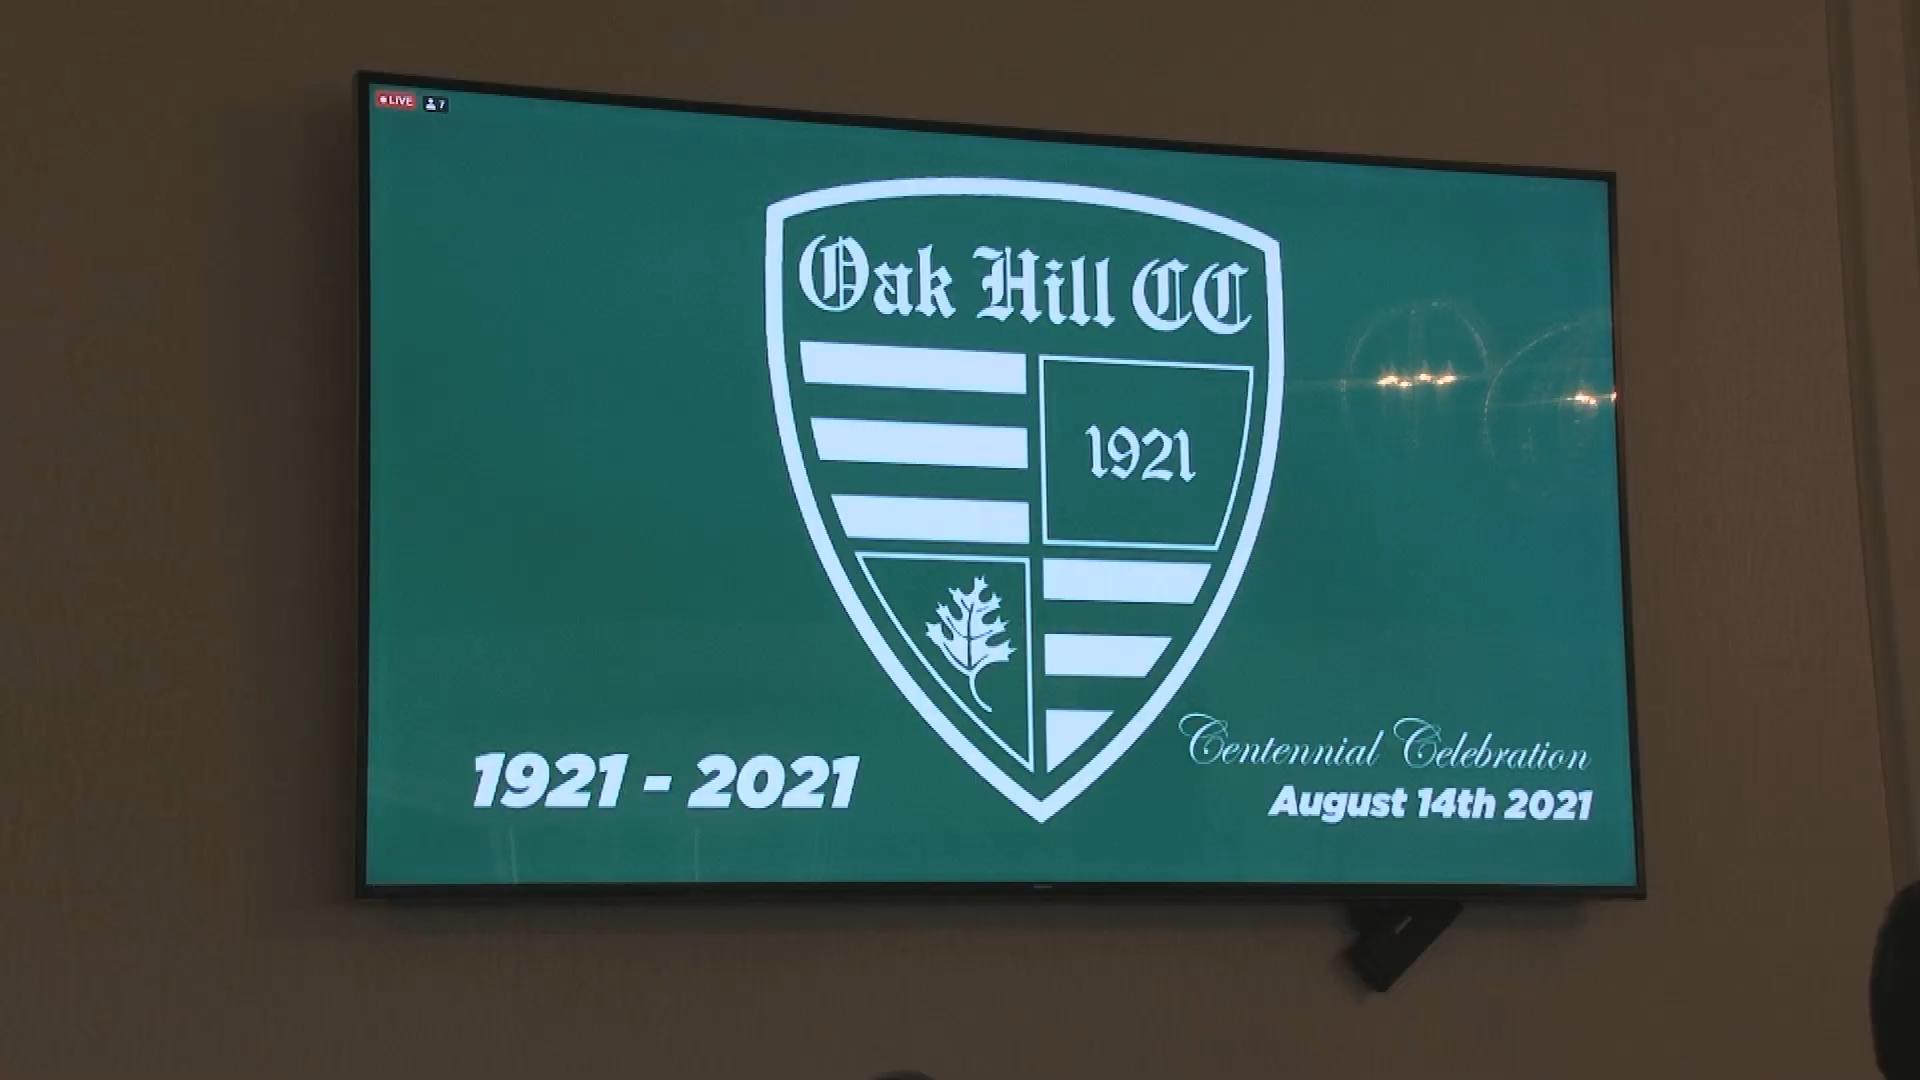 LIVE 7
Oak Hill CC
1921
1921 - 2021
Centennial Celebration
August 14th 2021